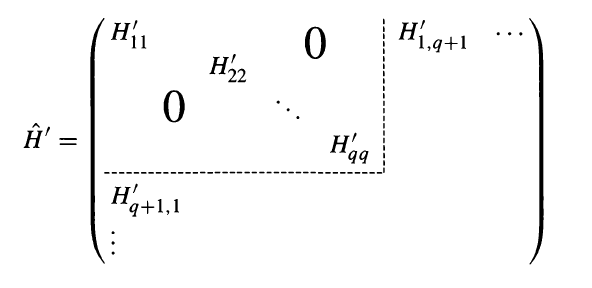 H′₁₁ 0 H′₁,q+1 ⋯
H′₂₂
0 ⋱
Ĥ′ =
H′qq
H′q+1,1
⋮